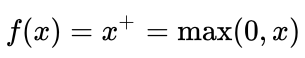 f(x) = x⁺ = max(0, x)